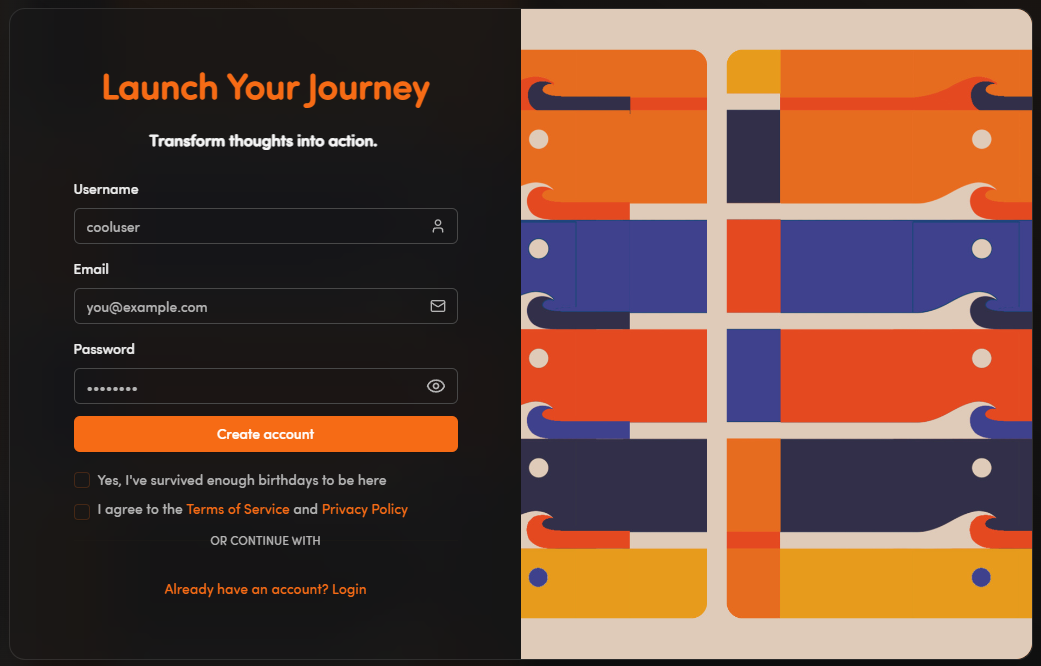 Launch Your Journey
Transform thoughts into action.
Username
cooluser
Email
you@example.com
Password
••••••••
Create account
Yes, I've survived enough birthdays to be here
I agree to the Terms of Service and Privacy Policy
OR CONTINUE WITH
Already have an account? Login